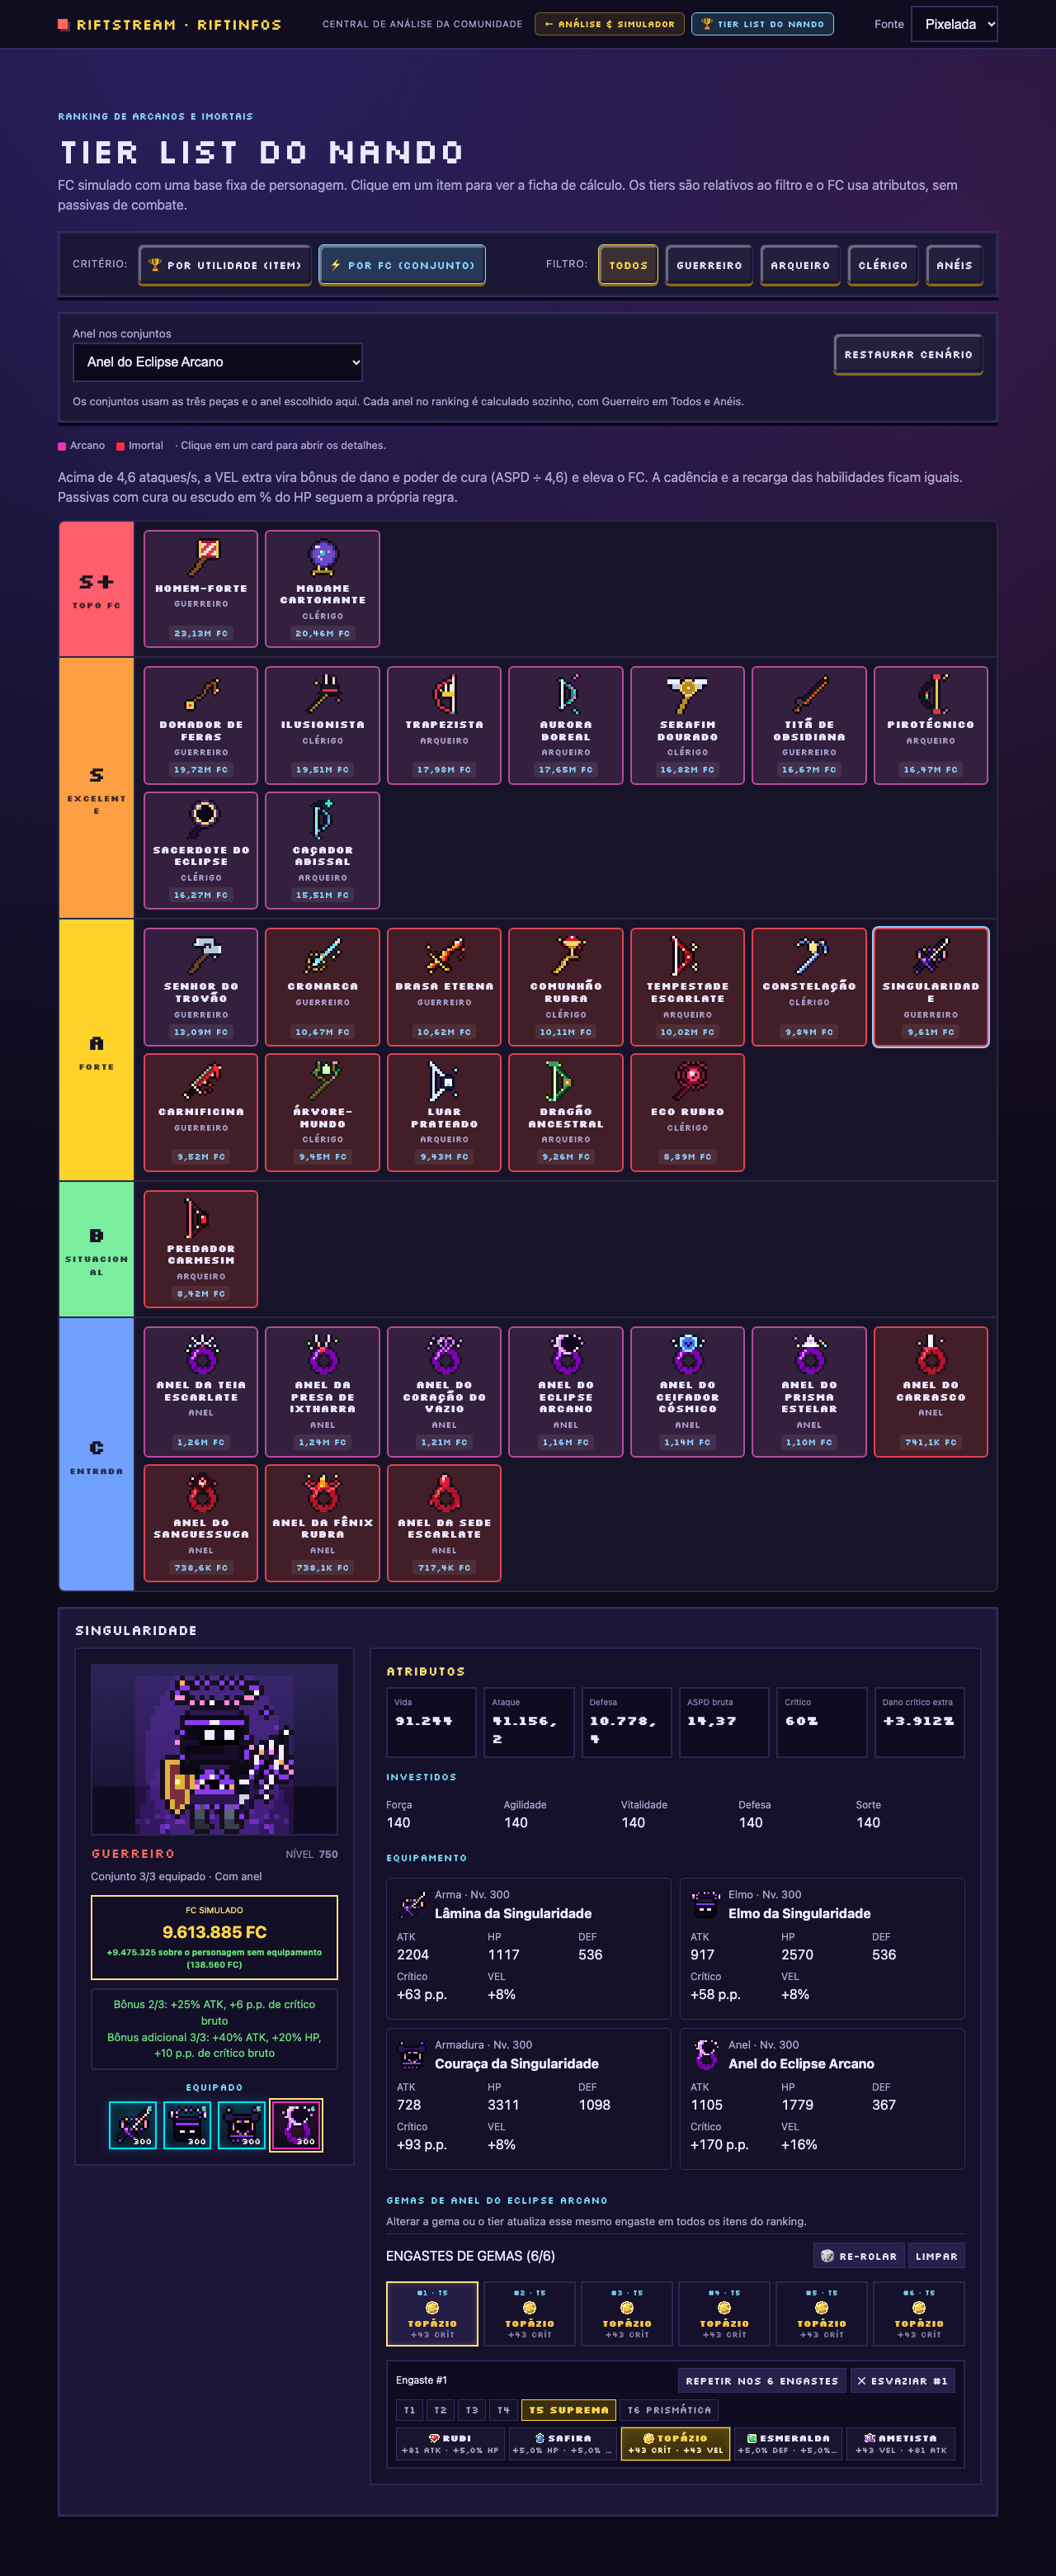 RIFTSTREAM · RIFTINFOS
CENTRAL DE ANÁLISE DA COMUNIDADE
← ANÁLISE & SIMULADOR
🏆 TIER LIST DO NANDO
Fonte
Pixelada
RANKING DE ARCANOS E IMORTAIS
TIER LIST DO NANDO
FC simulado com uma base fixa de personagem. Clique em um item para ver a ficha de cálculo. Os tiers são relativos ao filtro e o FC usa atributos, sem
passivas de combate.
CRITÉRIO:
🏆 POR UTILIDADE (ITEM)
⚡ POR FC (CONJUNTO)
FILTRO:
TODOS
GUERREIRO
ARQUEIRO
CLÉRIGO
ANÉIS
Anel nos conjuntos
Anel do Eclipse Arcano
RESTAURAR CENÁRIO
Os conjuntos usam as três peças e o anel escolhido aqui. Cada anel no ranking é calculado sozinho, com Guerreiro em Todos e Anéis.
Arcano
Imortal
· Clique em um card para abrir os detalhes.
Acima de 4,6 ataques/s, a VEL extra vira bônus de dano e poder de cura (ASPD ÷ 4,6) e eleva o FC. A cadência e a recarga das habilidades ficam iguais.
Passivas com cura ou escudo em % do HP seguem a própria regra.
S+
TOPO FC
HOMEM-FORTE
GUERREIRO
23,13M FC
MADAME
CARTOMANTE
CLÉRIGO
20,46M FC
S
EXCELENT
E
DOMADOR DE
FERAS
GUERREIRO
19,72M FC
ILUSIONISTA
CLÉRIGO
19,51M FC
TRAPEZISTA
ARQUEIRO
17,98M FC
AURORA
BOREAL
ARQUEIRO
17,65M FC
SERAFIM
DOURADO
CLÉRIGO
16,82M FC
TITÃ DE
OBSIDIANA
GUERREIRO
16,67M FC
PIROTÉCNICO
ARQUEIRO
16,47M FC
SACERDOTE DO
ECLIPSE
CLÉRIGO
16,27M FC
CAÇADOR
ABISSAL
ARQUEIRO
15,51M FC
A
FORTE
SENHOR DO
TROVÃO
GUERREIRO
13,09M FC
CRONARCA
GUERREIRO
10,67M FC
BRASA ETERNA
GUERREIRO
10,62M FC
COMUNHÃO
RUBRA
CLÉRIGO
10,11M FC
TEMPESTADE
ESCARLATE
ARQUEIRO
10,02M FC
CONSTELAÇÃO
CLÉRIGO
9,84M FC
SINGULARIDAD
E
GUERREIRO
9,61M FC
CARNIFICINA
GUERREIRO
9,52M FC
ÁRVORE-
MUNDO
CLÉRIGO
9,45M FC
LUAR
PRATEADO
ARQUEIRO
9,43M FC
DRAGÃO
ANCESTRAL
ARQUEIRO
9,26M FC
ECO RUBRO
CLÉRIGO
8,89M FC
B
SITUACION
AL
PREDADOR
CARMESIM
ARQUEIRO
8,42M FC
C
ENTRADA
ANEL DA TEIA
ESCARLATE
ANEL
1,26M FC
ANEL DA
PRESA DE
IXTHARRA
ANEL
1,24M FC
ANEL DO
CORAÇÃO DO
VAZIO
ANEL
1,21M FC
ANEL DO
ECLIPSE
ARCANO
ANEL
1,16M FC
ANEL DO
CEIFADOR
CÓSMICO
ANEL
1,14M FC
ANEL DO
PRISMA
ESTELAR
ANEL
1,10M FC
ANEL DO
CARRASCO
ANEL
741,1K FC
ANEL DO
SANGUESSUGA
ANEL
738,6K FC
ANEL DA FÊNIX
RUBRA
ANEL
738,1K FC
ANEL DA SEDE
ESCARLATE
ANEL
717,4K FC
SINGULARIDADE
GUERREIRO
NÍVEL 750
Conjunto 3/3 equipado · Com anel
FC SIMULADO
9.613.885 FC
+9.475.325 sobre o personagem sem equipamento
(138.560 FC)
Bônus 2/3: +25% ATK, +6 p.p. de crítico
bruto
Bônus adicional 3/3: +40% ATK, +20% HP,
+10 p.p. de crítico bruto
EQUIPADO
300
300
300
300
ATRIBUTOS
Vida
91.244
Ataque
41.156,
2
Defesa
10.778,
4
ASPD bruta
14,37
Crítico
60%
Dano crítico extra
+3.912%
INVESTIDOS
Força
140
Agilidade
140
Vitalidade
140
Defesa
140
Sorte
140
EQUIPAMENTO
Arma · Nv. 300
Lâmina da Singularidade
ATK
2204
HP
1117
DEF
536
Crítico
+63 p.p.
VEL
+8%
Elmo · Nv. 300
Elmo da Singularidade
ATK
917
HP
2570
DEF
536
Crítico
+58 p.p.
VEL
+8%
Armadura · Nv. 300
Couraça da Singularidade
ATK
728
HP
3311
DEF
1098
Crítico
+93 p.p.
VEL
+8%
Anel · Nv. 300
Anel do Eclipse Arcano
ATK
1105
HP
1779
DEF
367
Crítico
+170 p.p.
VEL
+16%
GEMAS DE ANEL DO ECLIPSE ARCANO
Alterar a gema ou o tier atualiza esse mesmo engaste em todos os itens do ranking.
ENGASTES DE GEMAS (6/6)
🎲 RE-ROLAR
LIMPAR
#1 · T5
TOPÁZIO
+43 CRÍT
#2 · T5
TOPÁZIO
+43 CRÍT
#3 · T5
TOPÁZIO
+43 CRÍT
#4 · T5
TOPÁZIO
+43 CRÍT
#5 · T5
TOPÁZIO
+43 CRÍT
#6 · T5
TOPÁZIO
+43 CRÍT
Engaste #1
REPETIR NOS 6 ENGASTES
✕ ESVAZIAR #1
T1
T2
T3
T4
T5 SUPREMA
T6 PRISMÁTICA
RUBI
+81 ATK · +5,0% HP
SAFIRA
+5,0% HP · +5,0% …
TOPÁZIO
+43 CRÍT · +43 VEL
ESMERALDA
+5,0% DEF · +5,0%…
AMETISTA
+43 VEL · +81 ATK